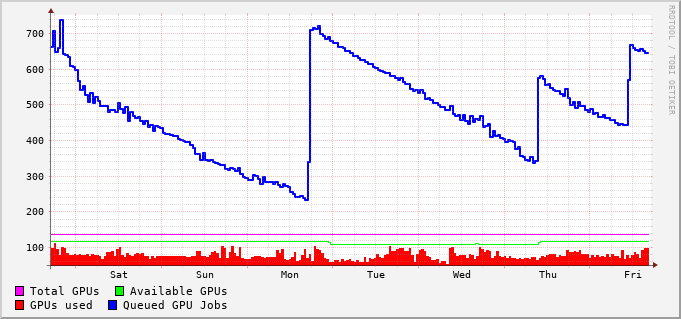 700
600
500
400
300
200
100
Sat Sun Mon Tue Wed Thu Fri
Total GPUs Available GPUs
GPUs used Queued GPU Jobs
RRDTOOL / TOBI OETIKER